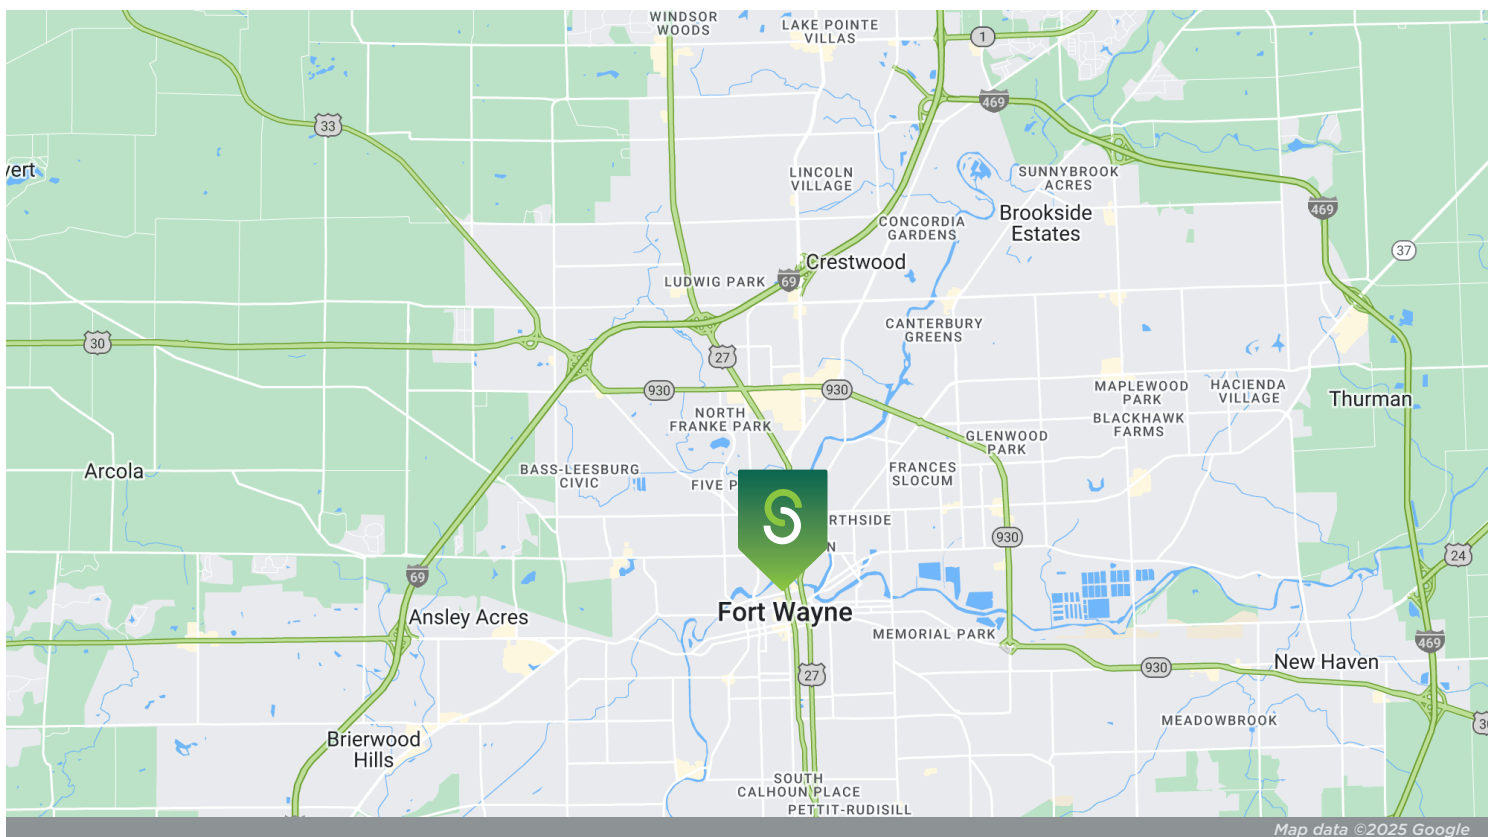 WINDSOR
WOODS
LAKE POINTE
VILLAS
1
469
33
vert
LINCOLN
VILLAGE
SUNNYBROOK
ACRES
469
Brookside
Estates
CONCORDIA
GARDENS
37
Crestwood
LUDWIG PARK
69
CANTERBURY
GREENS
30
27
930
930
MAPLEWOOD
PARK
HACIENDA
VILLAGE
Thurman
NORTH
FRANKE PARK
BLACKHAWK
FARMS
GLENWOOD
PARK
Arcola
BASS-LEESBURG
CIVIC
FRANCES
SLOCUM
FIVE P
RTHSIDE
930
N
24
69
Ansley Acres
Fort Wayne
MEMORIAL PARK
469
New Haven
930
27
MEADOWBROOK
30
Brierwood
Hills
SOUTH
CALHOUN PLACE
PETTIT-RUDISILL
Map data ©2025 Google